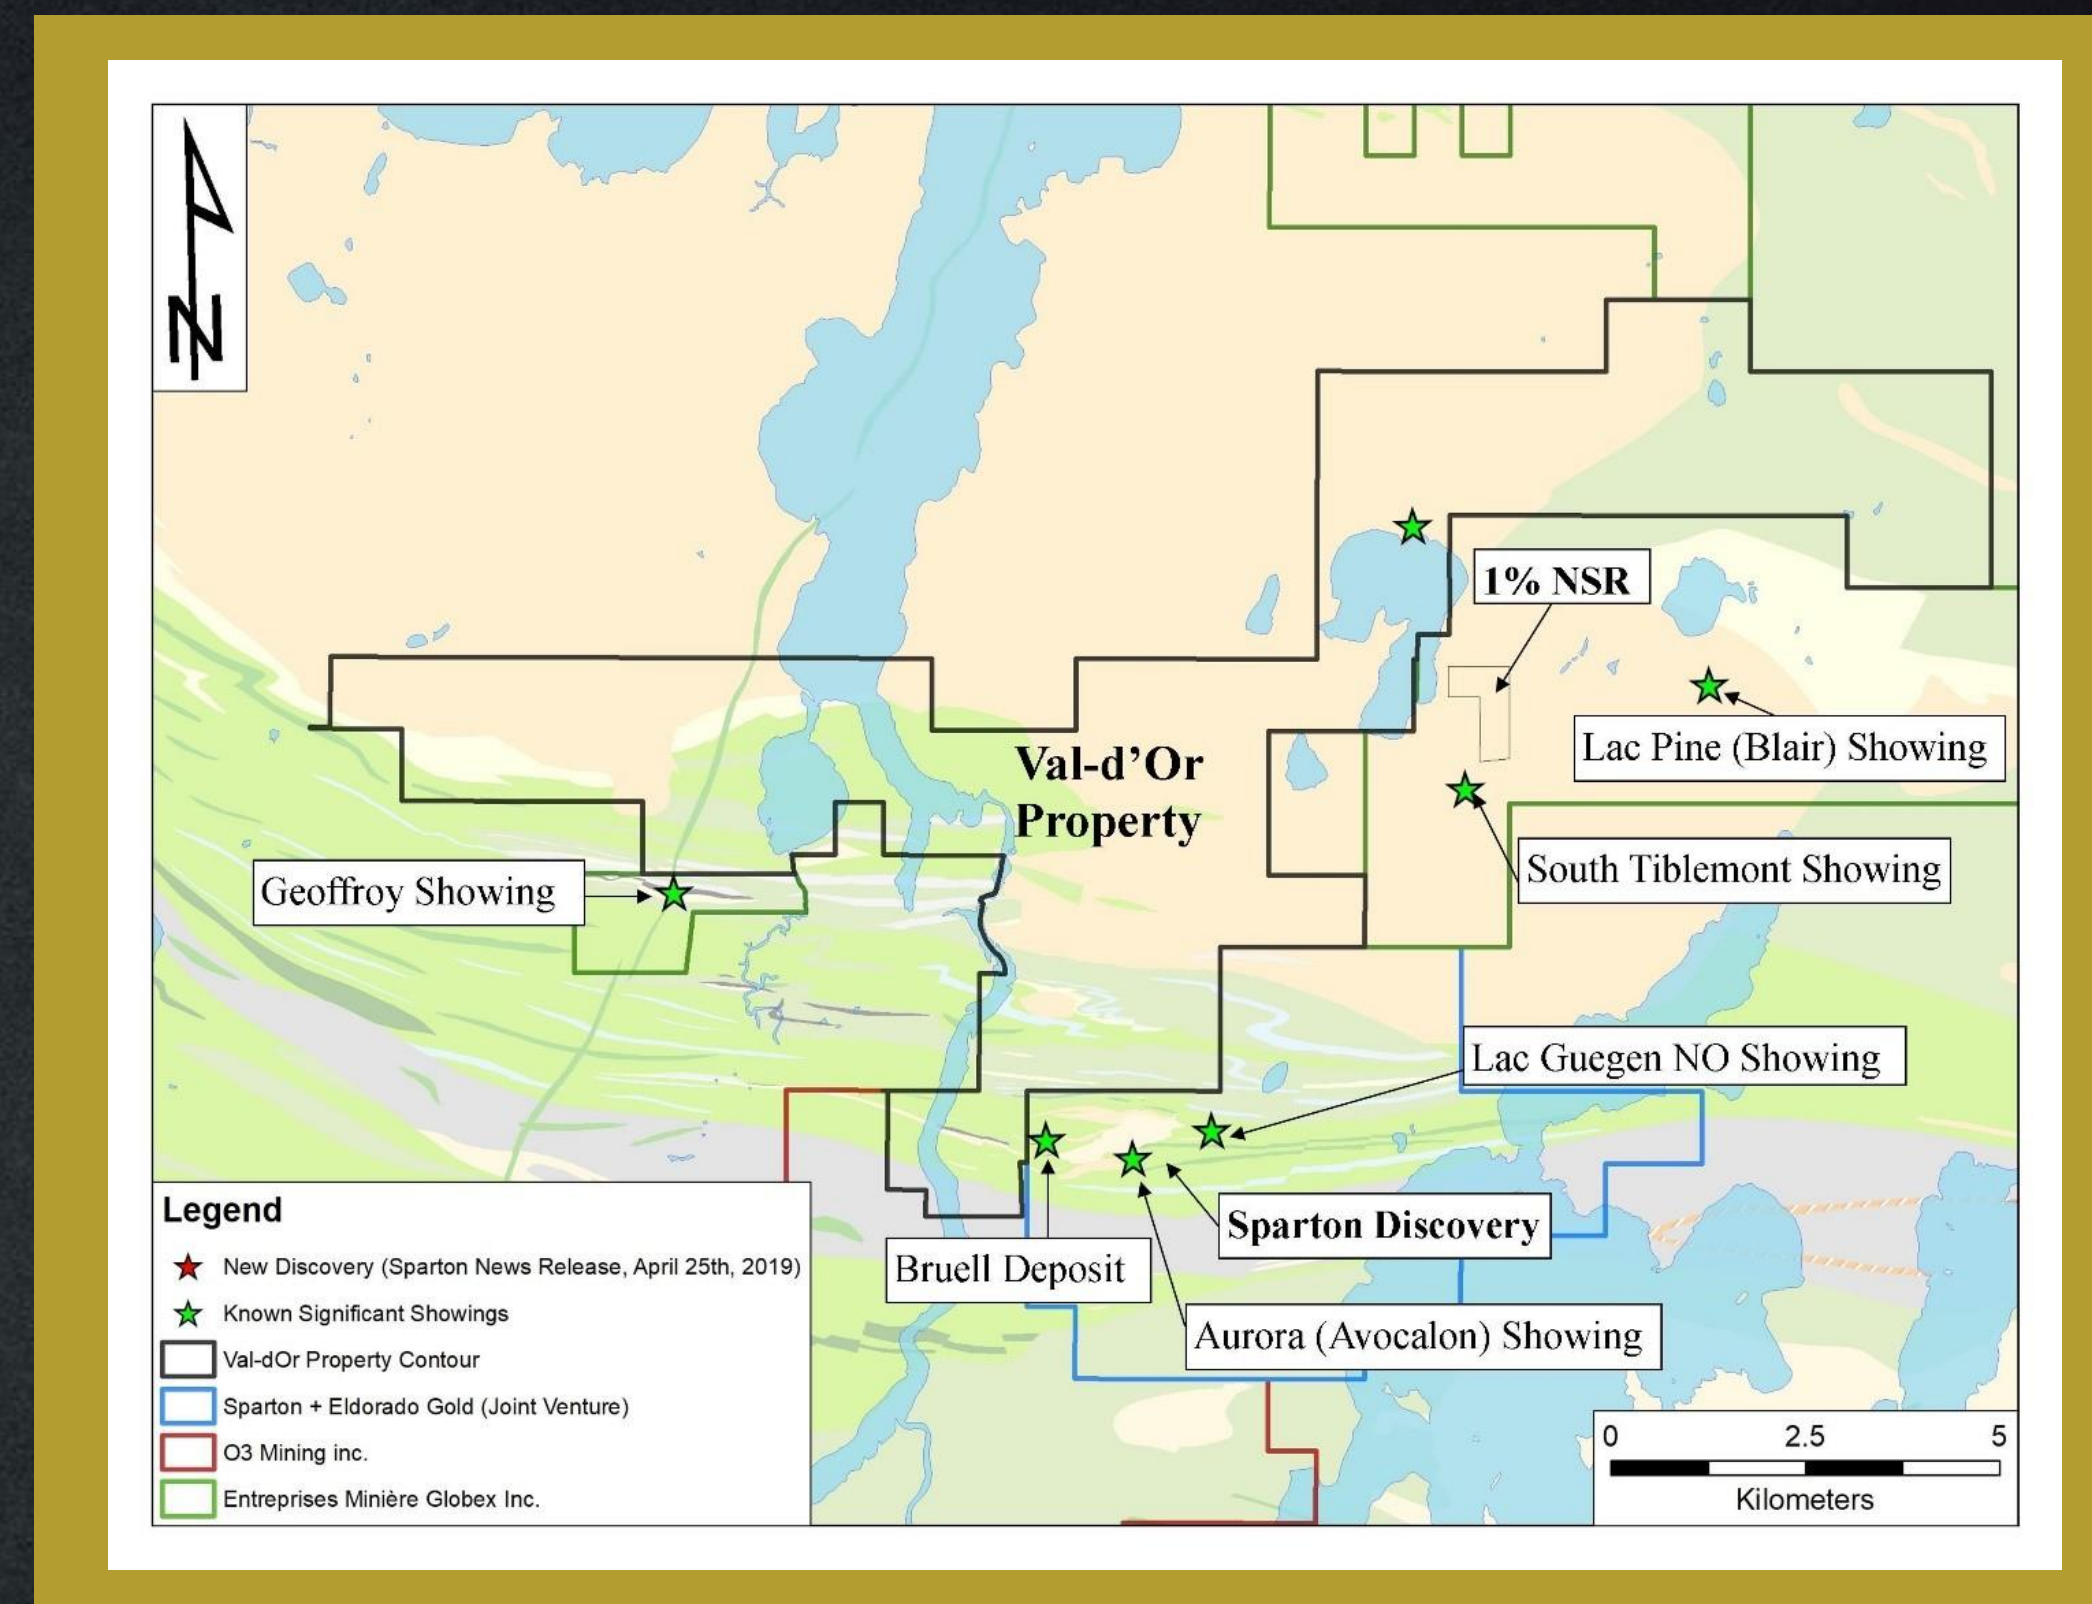 N
1% NSR
Lac Pine (Blair) Showing
Val-d’Or
Property
South Tiblemont Showing
Geoffroy Showing
Lac Guegen NO Showing
Sparton Discovery
Bruell Deposit
Aurora (Avocalon) Showing
Legend
New Discovery (Sparton News Release, April 25th, 2019)
Known Significant Showings
Val-dOr Property Contour
Sparton + Eldorado Gold (Joint Venture)
O3 Mining inc.
Entreprises Minière Globex Inc.
0 2.5 5
Kilometers